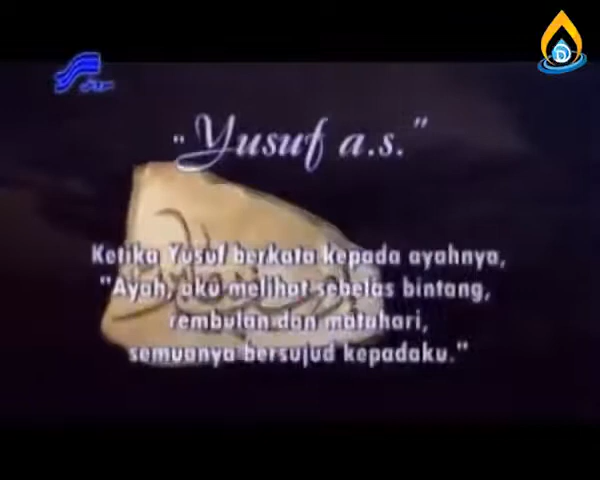 "Yusuf a.s."
Ketika Yusuf berkata kepada ayahnya,
"Ayah, aku melihat sebelas bintang,
rembulan dan matahari,
semuanya bersujud kepadaku."